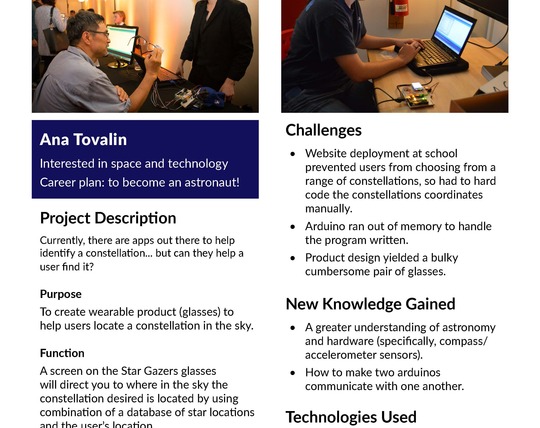 Ana Tovalin
Interested in space and technology
Career plan: to become an astronaut!
Project Description
Currently, there are apps out there to help
identify a constellation... but can they help a
user find it?
Purpose
To create wearable product (glasses) to
help users locate a constellation in the sky.
Function
A screen on the Star Gazers glasses
will direct you to where in the sky the
constellation desired is located by using
combination of a database of star locations
and the user's location
Challenges
• Website deployment at school
prevented users from choosing from a
range of constellations, so had to hard
code the constellations coordinates
manually.
• Arduino ran out of memory to handle
the program written.
• Product design yielded a bulky
cumbersome pair of glasses.
New Knowledge Gained
• A greater understanding of astronomy
and hardware (specifically, compass/
accelerometer sensors).
• How to make two arduinos
communicate with one another.
Technologies Used